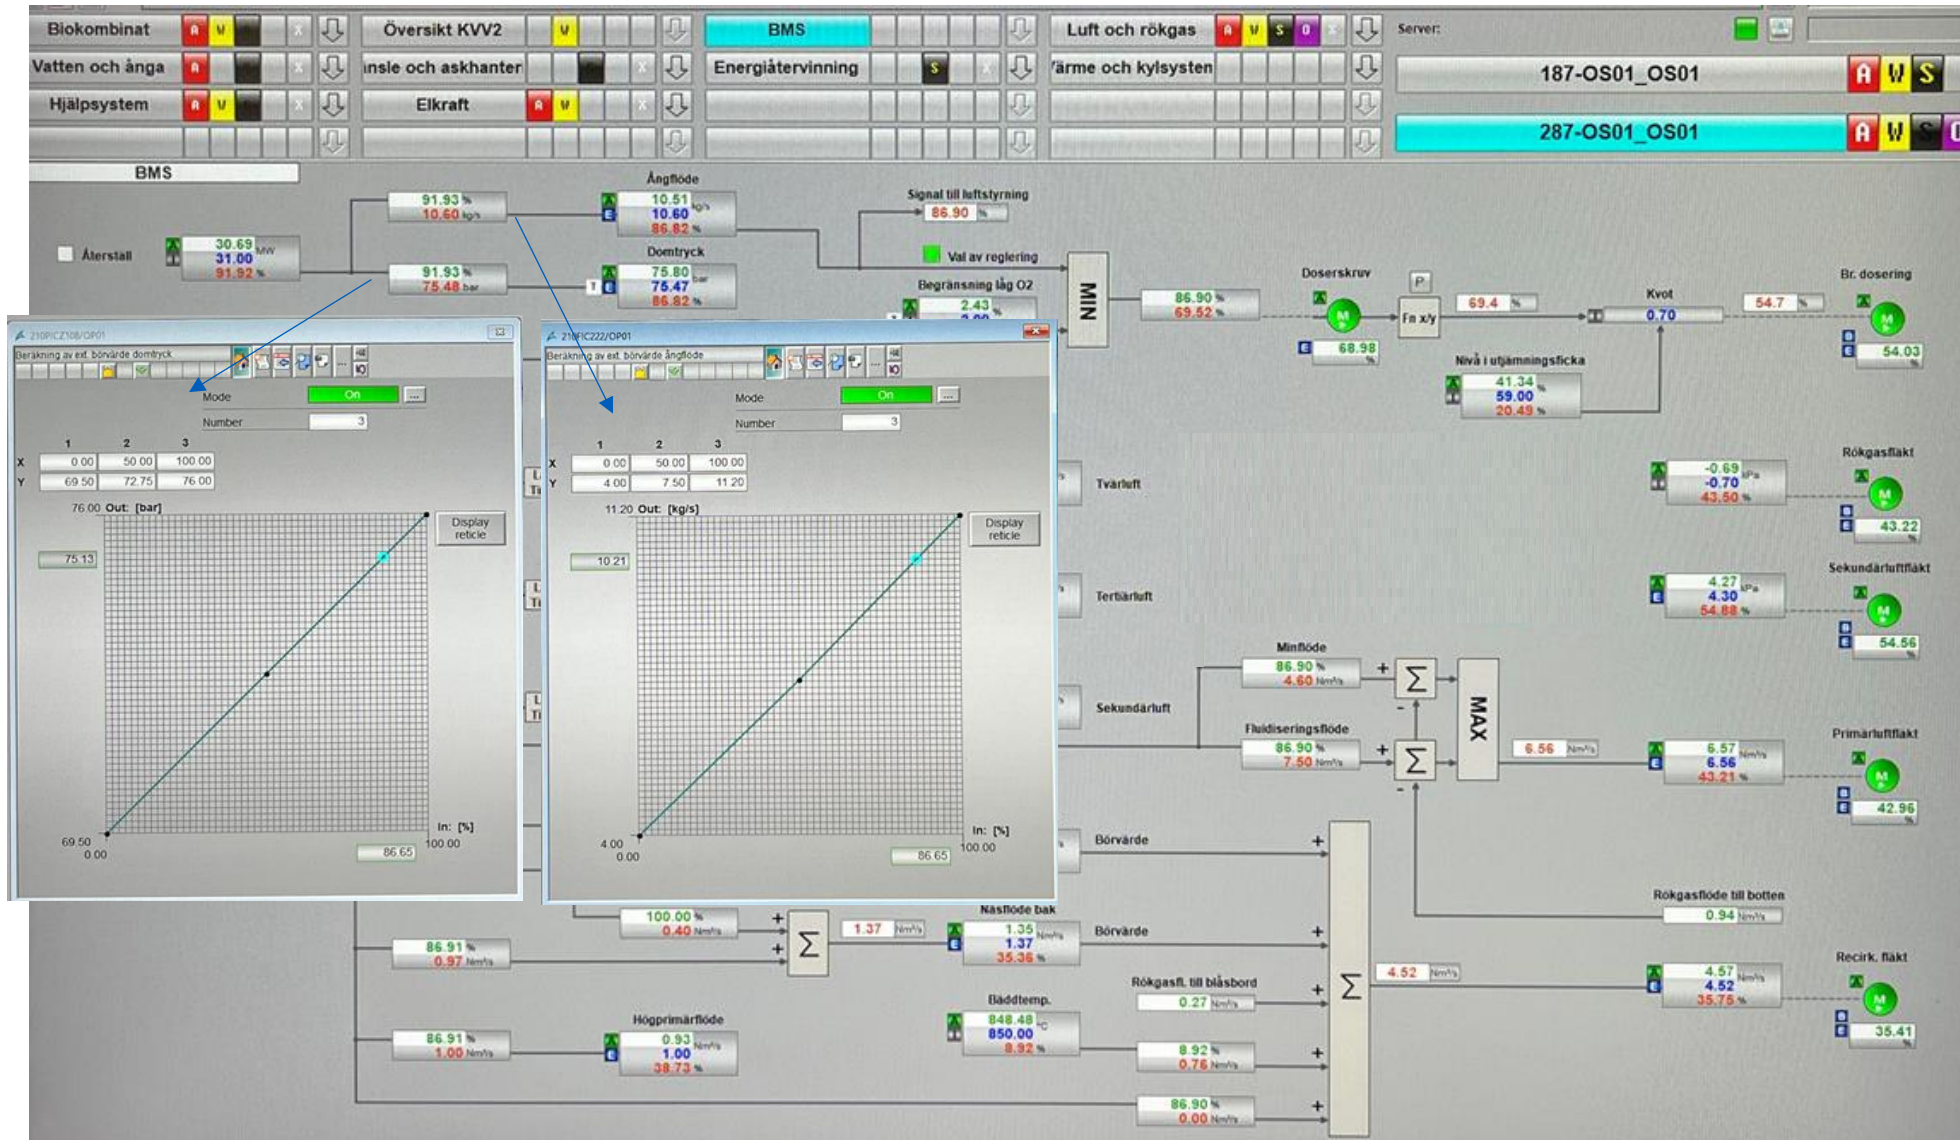 Biokombinat A W X
Översikt KVV2 W
BMS
Luft och rökgas A W S O
Server:
Vatten och ånga A X
änsle och askhanter X
Energiåtervinning S
ärme och kylsysten
187-OS01_OS01 A W S
Hjälpsystem A W X
Elkraft A W X
287-OS01_OS01 A W S
BMS
Återställ
30.69 MW
31.00
91.92 %
91.93 %
10.60 kg/s
91.93 %
75.48 bar
Ångflöde
10.51 kg/s
E 10.60
86.82 %
Domtryck
75.80 bar
T E 75.47
86.82 %
Signal till luftstyrning
86.90 %
Val av reglering
Begränsning låg O2
2.43
MIN
86.90 %
69.52 %
Doserskruv
M
E 68.98
%
P
Fn x/y
69.4 %
Kvot
I 0.70
54.7 %
Br. dosering
M
B
E 54.03
%
Nivå i utjämningsficka
41.34 %
I 59.00
20.49 %
210PICZ108/OP01
Beräkning av ext. börvärde domtryck
Mode On ...
Number 3
1 2 3
X 0.00 50.00 100.00
Y 69.50 72.75 76.00
76.00 Out: [bar]
Display
reticle
75.13
In: [%]
69.50
0.00
86.65
100.00
210FIC222/OP01
Beräkning av ext. börvärde ångflöde
Mode On ...
Number 3
1 2 3
X 0.00 50.00 100.00
Y 4.00 7.50 11.20
11.20 Out: [kg/s]
Display
reticle
10.21
In: [%]
4.00
0.00
86.65
100.00
Tvärluft
Tertiärluft
Sekundärluft
Rökgasfläkt
-0.69 kPa
I -0.70
43.50 %
M
B
E 43.22
%
Sekundärluftfläkt
4.27 kPa
E 4.30
54.88 %
M
B
E 54.56
%
Minflöde
86.90 %
4.60 Nm³/s
+ Σ
-
MAX
Fluidiseringsflöde
86.90 %
7.50 Nm³/s
+ Σ
-
6.56 Nm³/s
6.57 Nm³/s
E 6.56
43.21 %
Primärluftfläkt
M
B
E 42.96
%
Börvärde +
Rökgasflöde till botten
0.94 Nm³/s
100.00 %
0.40 Nm³/s
+
86.91 %
0.97 Nm³/s
+
Σ
1.37 Nm³/s
Näsflöde bak
1.35 Nm³/s
E 1.37
35.36 %
Börvärde +
Rökgasfl. till blåsbord
0.27 Nm³/s
+
Σ
4.52 Nm³/s
4.57 Nm³/s
E 4.52
35.75 %
Recirk. fläkt
M
B
E 35.41
%
86.91 %
1.00 Nm³/s
Högprimärflöde
0.93 Nm³/s
E 1.00
38.73 %
Bäddtemp.
848.48 °C
I 850.00
8.92 %
8.92 %
0.76 Nm³/s
+
86.90 %
0.00 Nm³/s
+